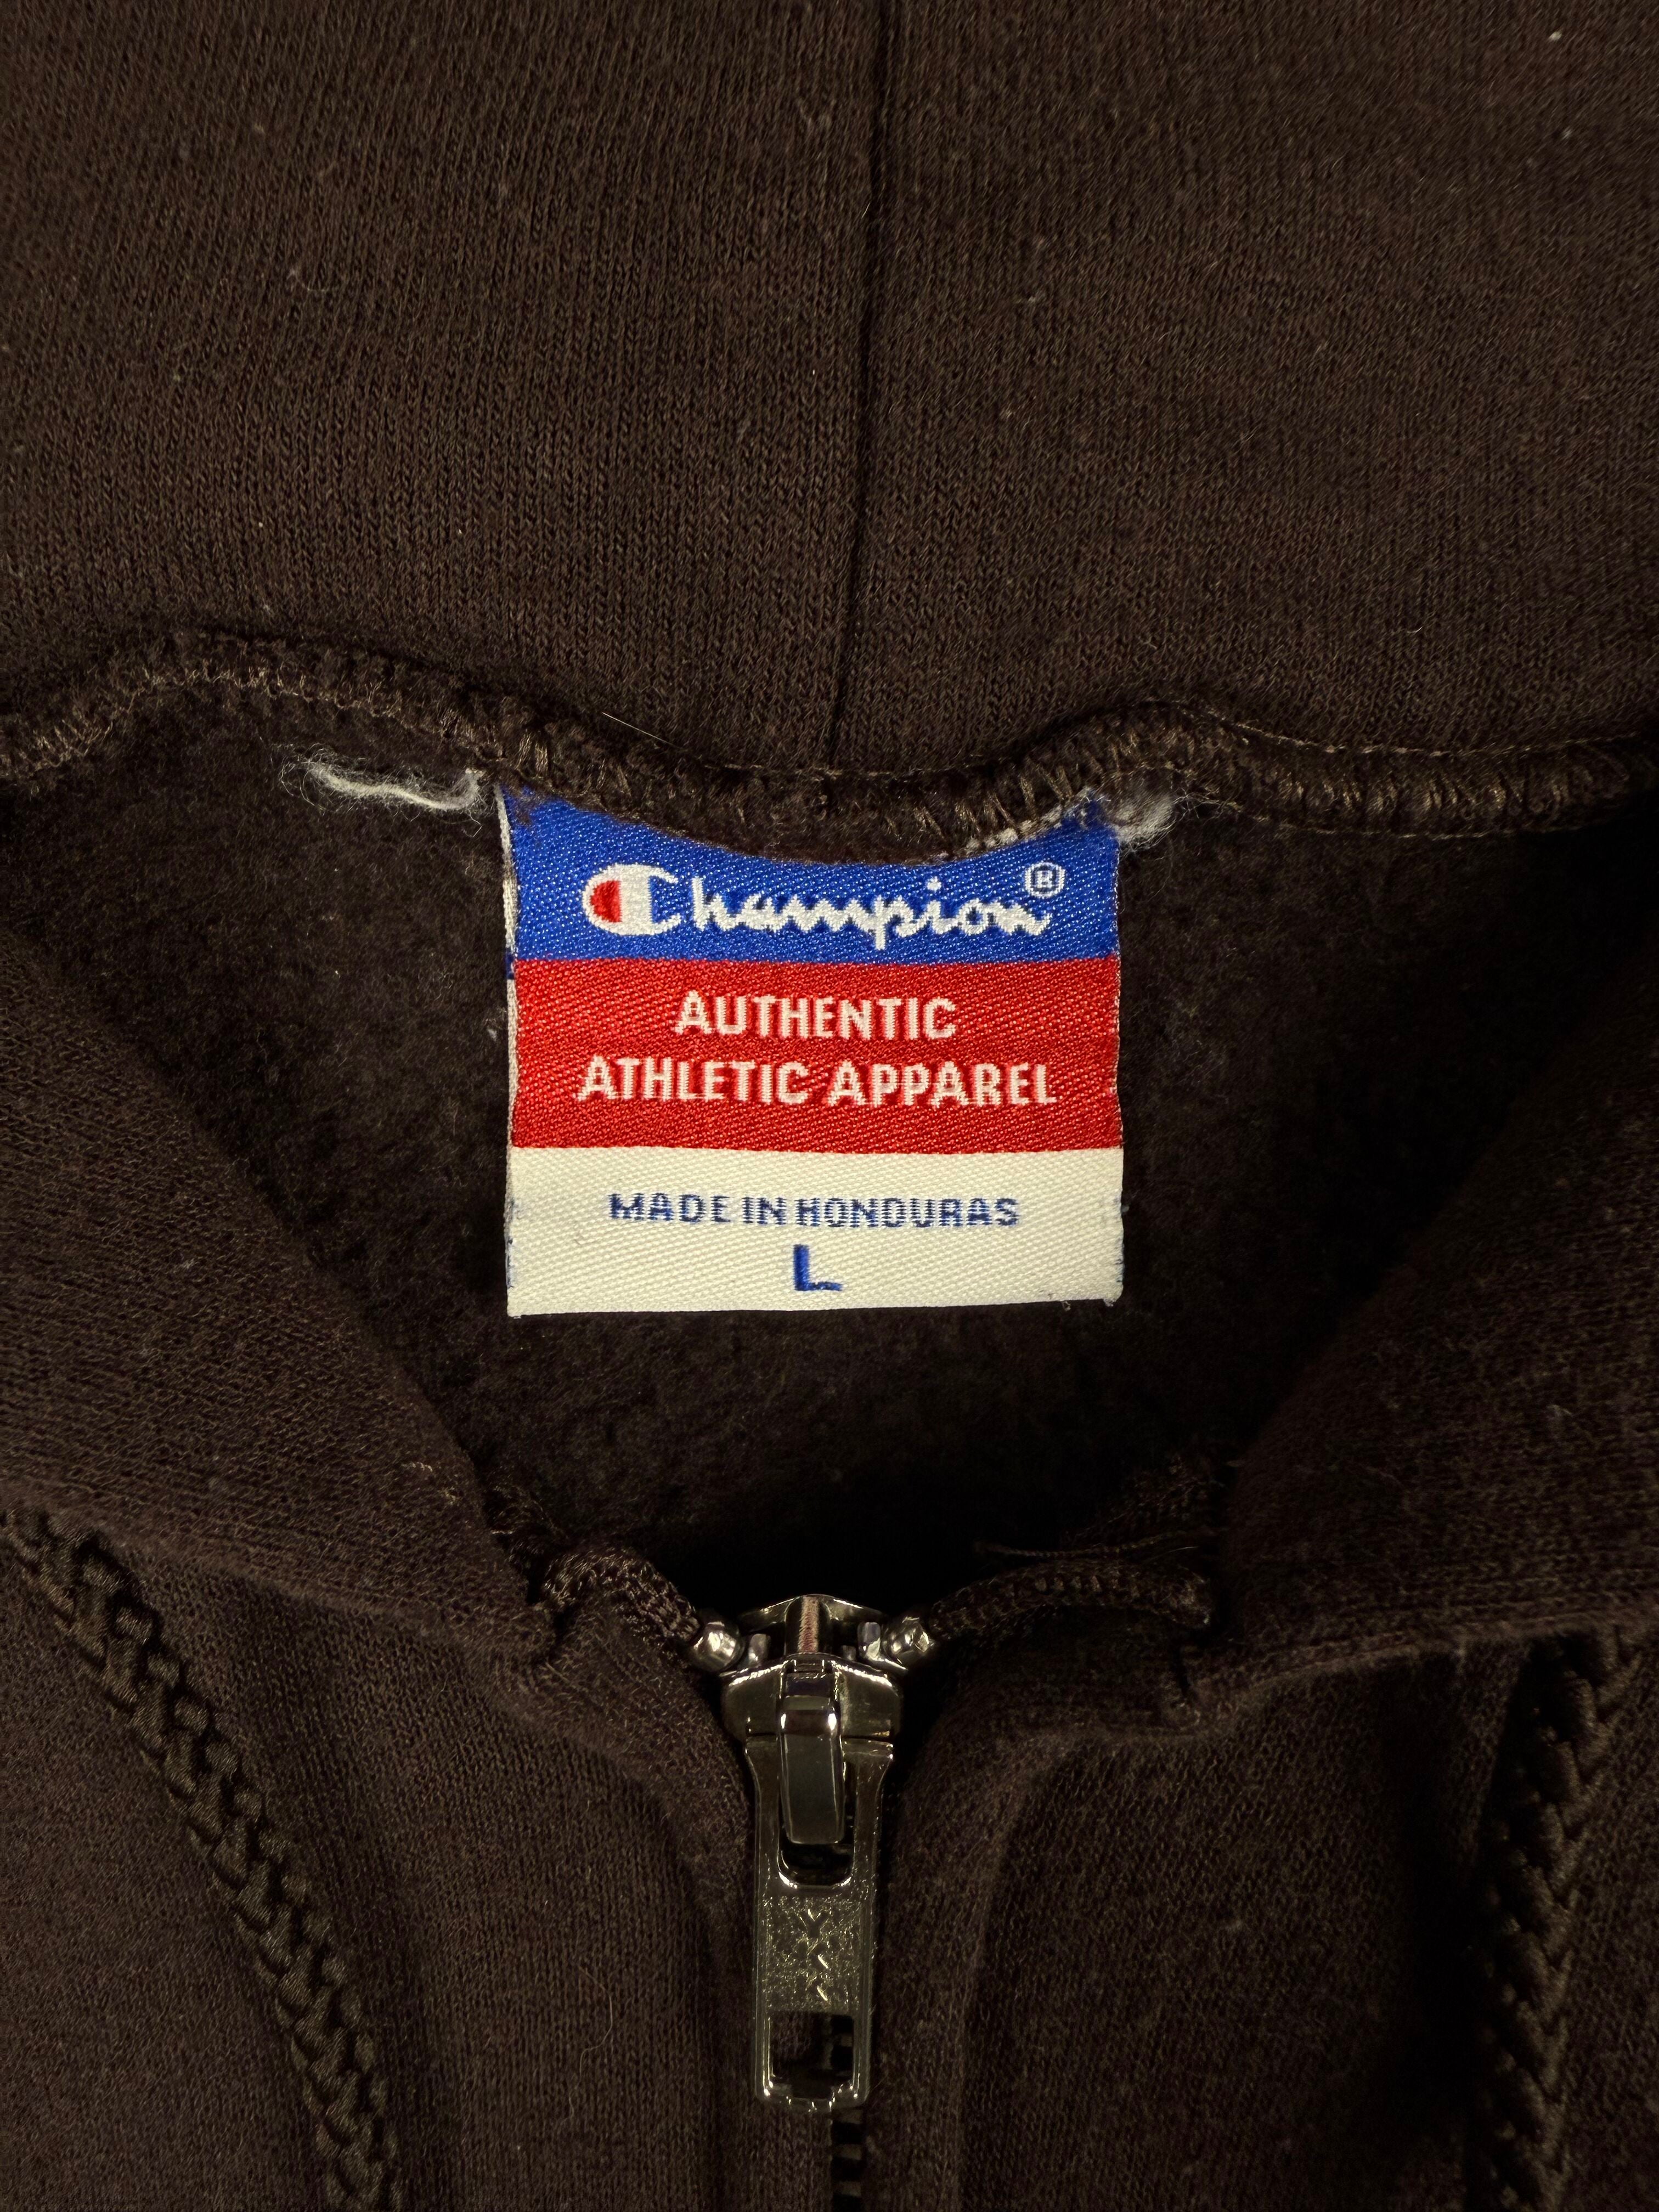 Champion®
AUTHENTIC
ATHLETIC APPAREL
MADE IN HONDURAS
L